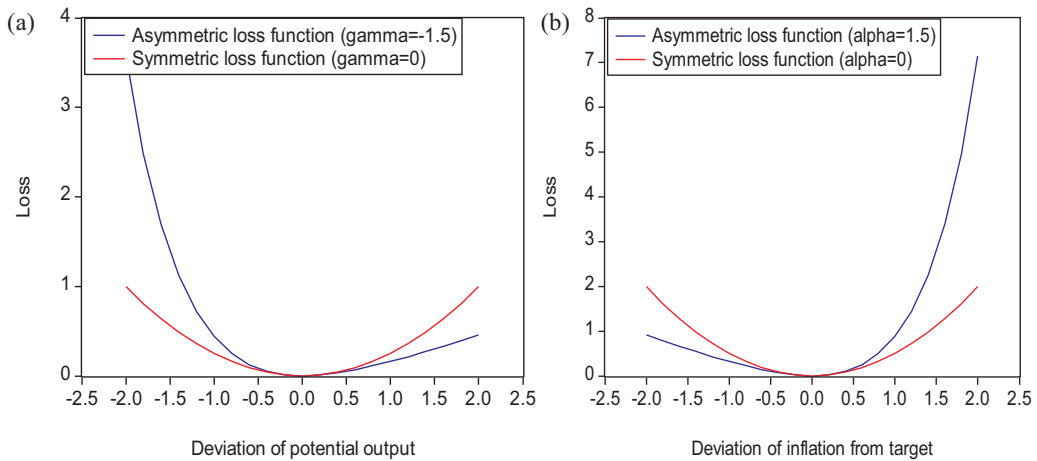 (a)
4
3
2
1
0
Loss
Asymmetric loss function (gamma=-1.5)
Symmetric loss function (gamma=0)
-2.5 -2.0 -1.5 -1.0 -0.5 0.0 0.5 1.0 1.5 2.0 2.5
Deviation of potential output
(b)
8
7
6
5
4
3
2
1
0
Loss
Asymmetric loss function (alpha=1.5)
Symmetric loss function (alpha=0)
-2.5 -2.0 -1.5 -1.0 -0.5 0.0 0.5 1.0 1.5 2.0 2.5
Deviation of inflation from target